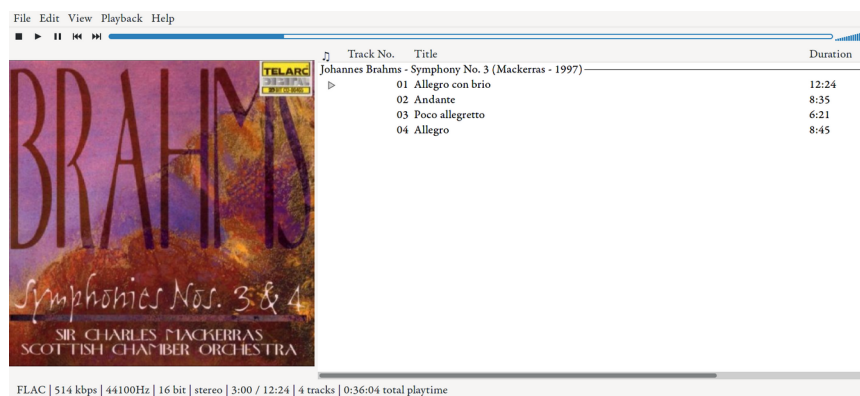 File Edit View Playback Help
Track No. Title Duration
TELARC
DIGITAL
BRAHMS
Symphonies Nos. 3 & 4
SIR CHARLES MACKERRAS
SCOTTISH CHAMBER ORCHESTRA
Johannes Brahms - Symphony No. 3 (Mackerras - 1997)
01 Allegro con brio 12:24
02 Andante 8:35
03 Poco allegretto 6:21
04 Allegro 8:45
FLAC | 514 kbps | 44100Hz | 16 bit | stereo | 3:00 / 12:24 | 4 tracks | 0:36:04 total playtime